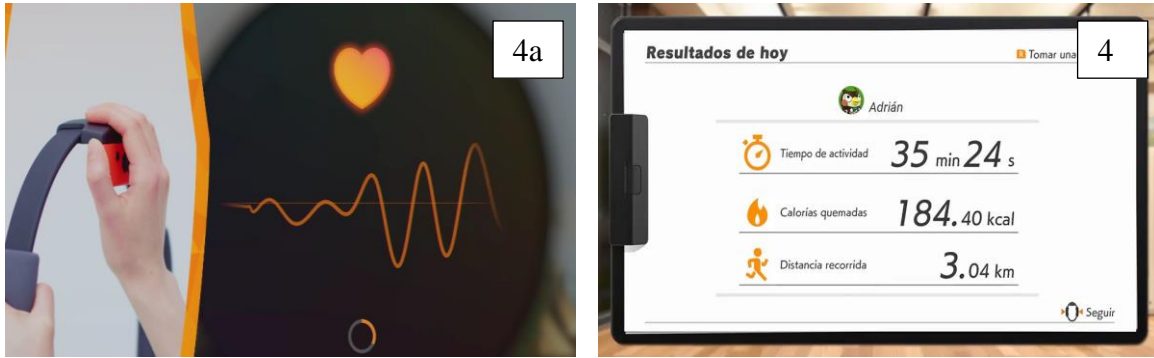 4a
Resultados de hoy
R Tomar una
4
Adrián
Tiempo de actividad 35 min 24 s
Calorías quemadas 184.40 kcal
Distancia recorrida 3.04 km
Seguir